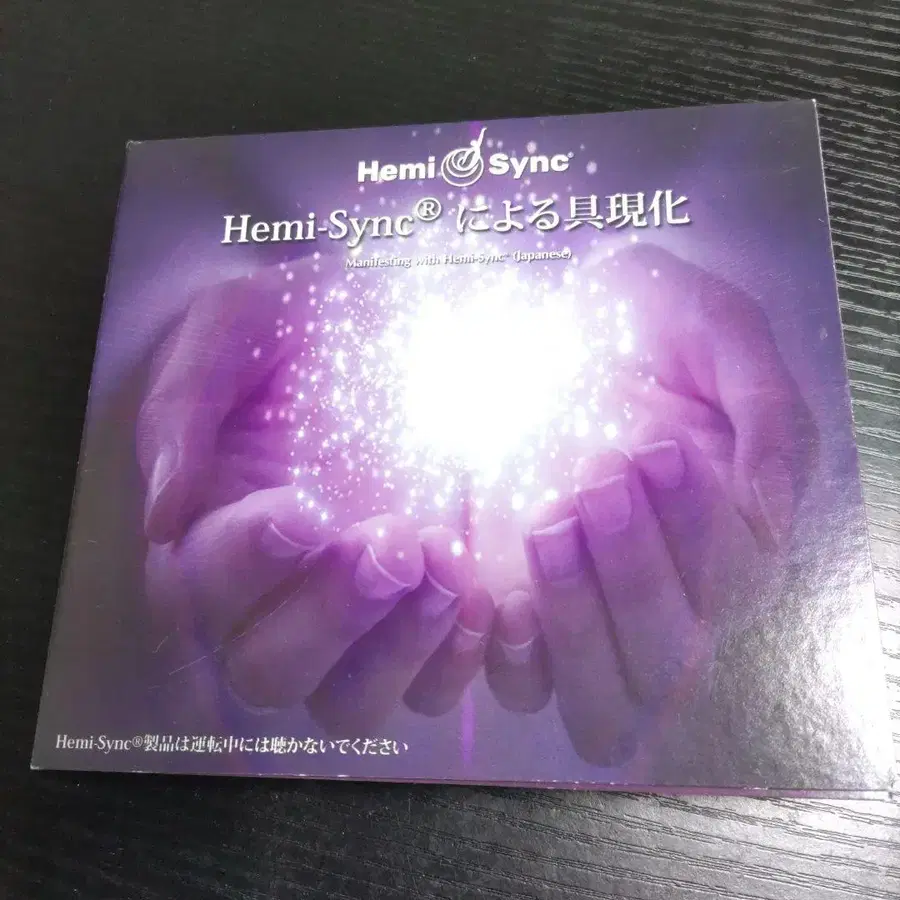 Hemi Sync®
Hemi-Sync® による具現化
Manifesting with Hemi-Sync® (Japanese)
Hemi-Sync®製品は運転中には聴かないでください